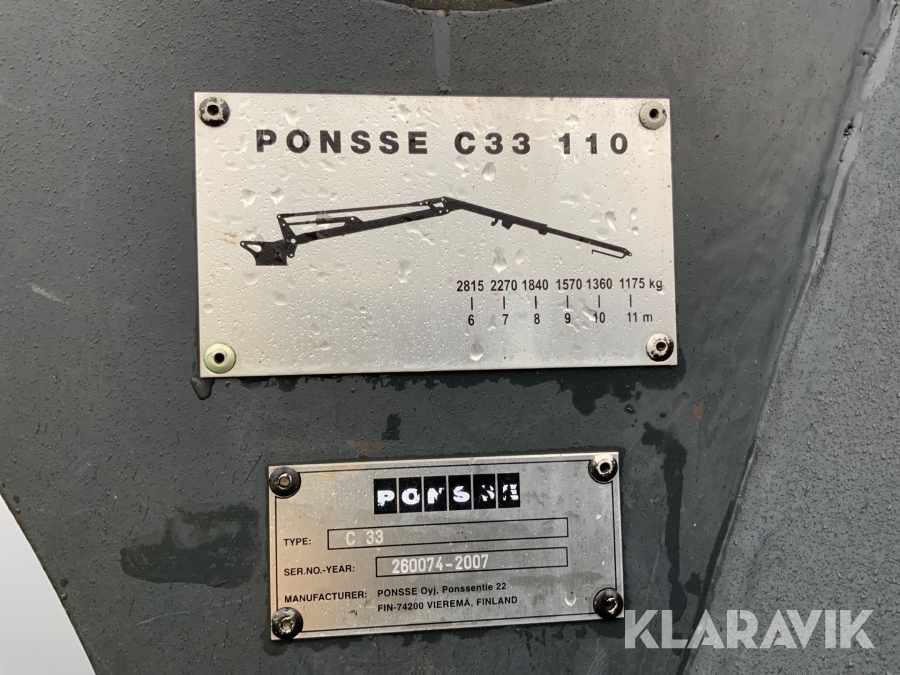 PONSSE C33 110
2815 2270 1840 1570 1360 1175 kg
6 7 8 9 10 11 m
PONSSE
TYPE: C 33
SER.NO.-YEAR: 260074-2007
MANUFACTURER: PONSSE Oyj, Ponssentie 22
FIN-74200 VIEREMÄ, FINLAND
KLARAVIK